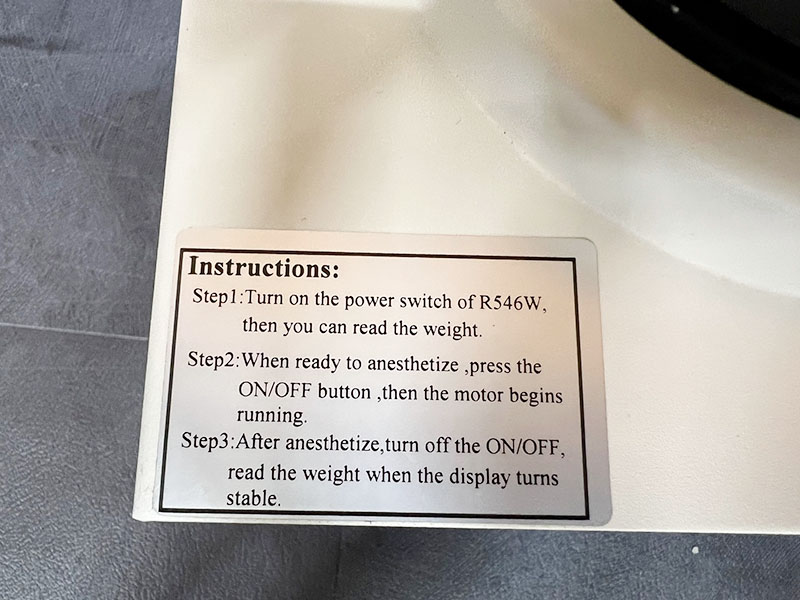 Instructions:
Step1:Turn on the power switch of R546W,
then you can read the weight.
Step2:When ready to anesthetize ,press the
ON/OFF button ,then the motor begins
running.
Step3:After anesthetize,turn off the ON/OFF,
read the weight when the display turns
stable.